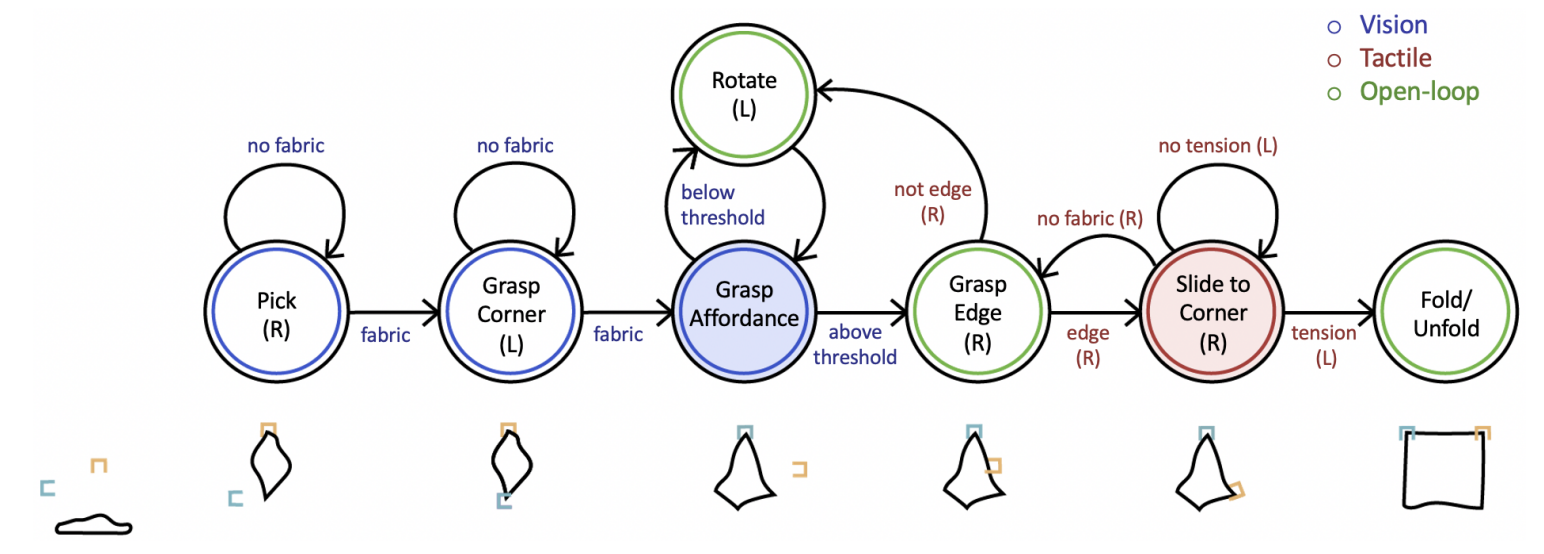 Vision
Tactile
Open-loop
Rotate
(L)
no fabric
no fabric
no tension (L)
below
threshold
not edge
(R)
no fabric (R)
Pick
(R)
fabric
Grasp
Corner
(L)
fabric
Grasp
Affordance
above
threshold
Grasp
Edge
(R)
edge
(R)
Slide to
Corner
(R)
tension
(L)
Fold/
Unfold